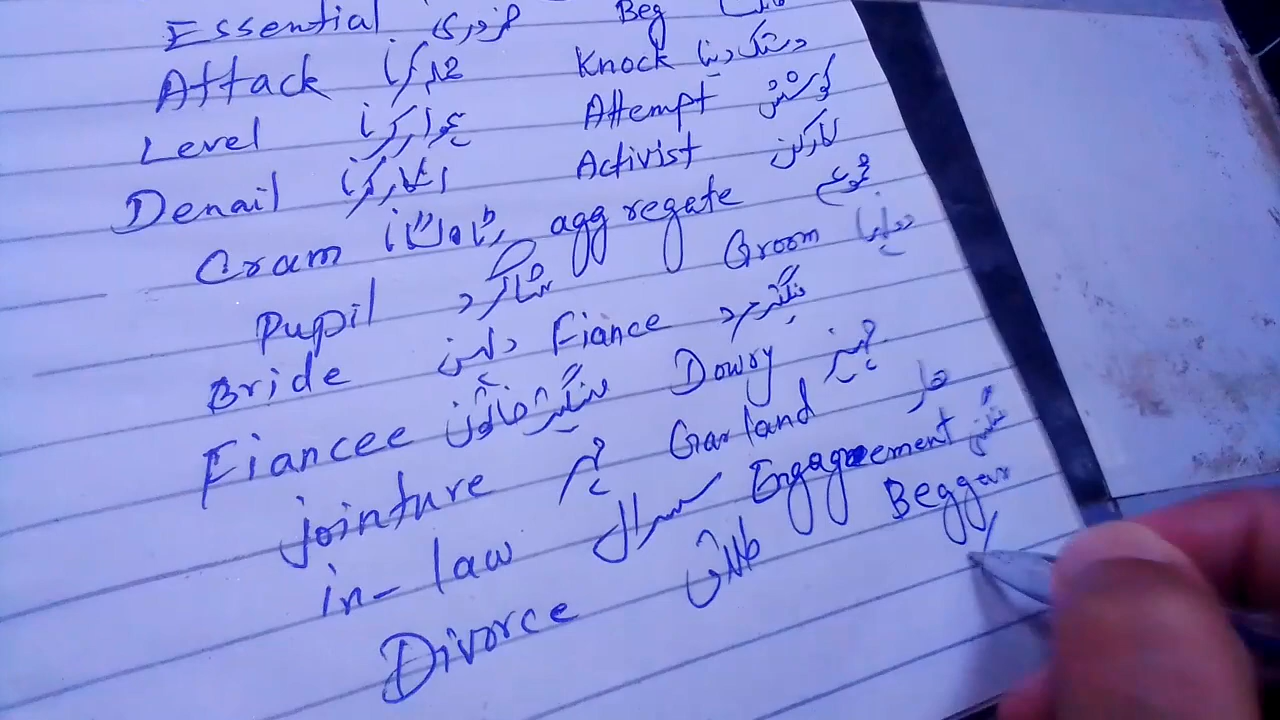 Essential ضروری Beg مانگنا
Attack حملہ کرنا Knock دستک دینا
Level ہموار کرنا Attempt کوشش
Denail انکار کرنا Activist کارکن
Cram aggregate مجموعہ
Pupil شاگرد Groom دولہا
Bride دلہن Fiance منگیتر مرد
Fiancee منگیتر خاتون Dowry جہیز
jointure مہر Garland ہار
in-law سسرال Engagement منگنی
Divorce طلاق Beggar